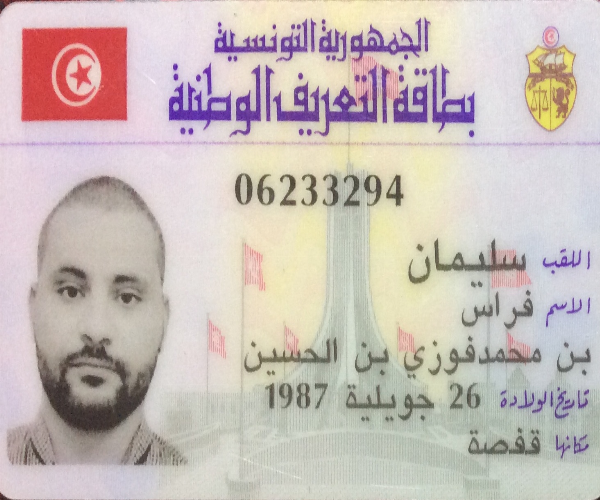 الجمهورية التونسية
بطاقة التعريف الوطنية
06233294
اللقب سليمان
الاسم فراس
بن محمدفوزي بن الحسين
تاريخ الولادة 26 جويلية 1987
مكانها قفصة